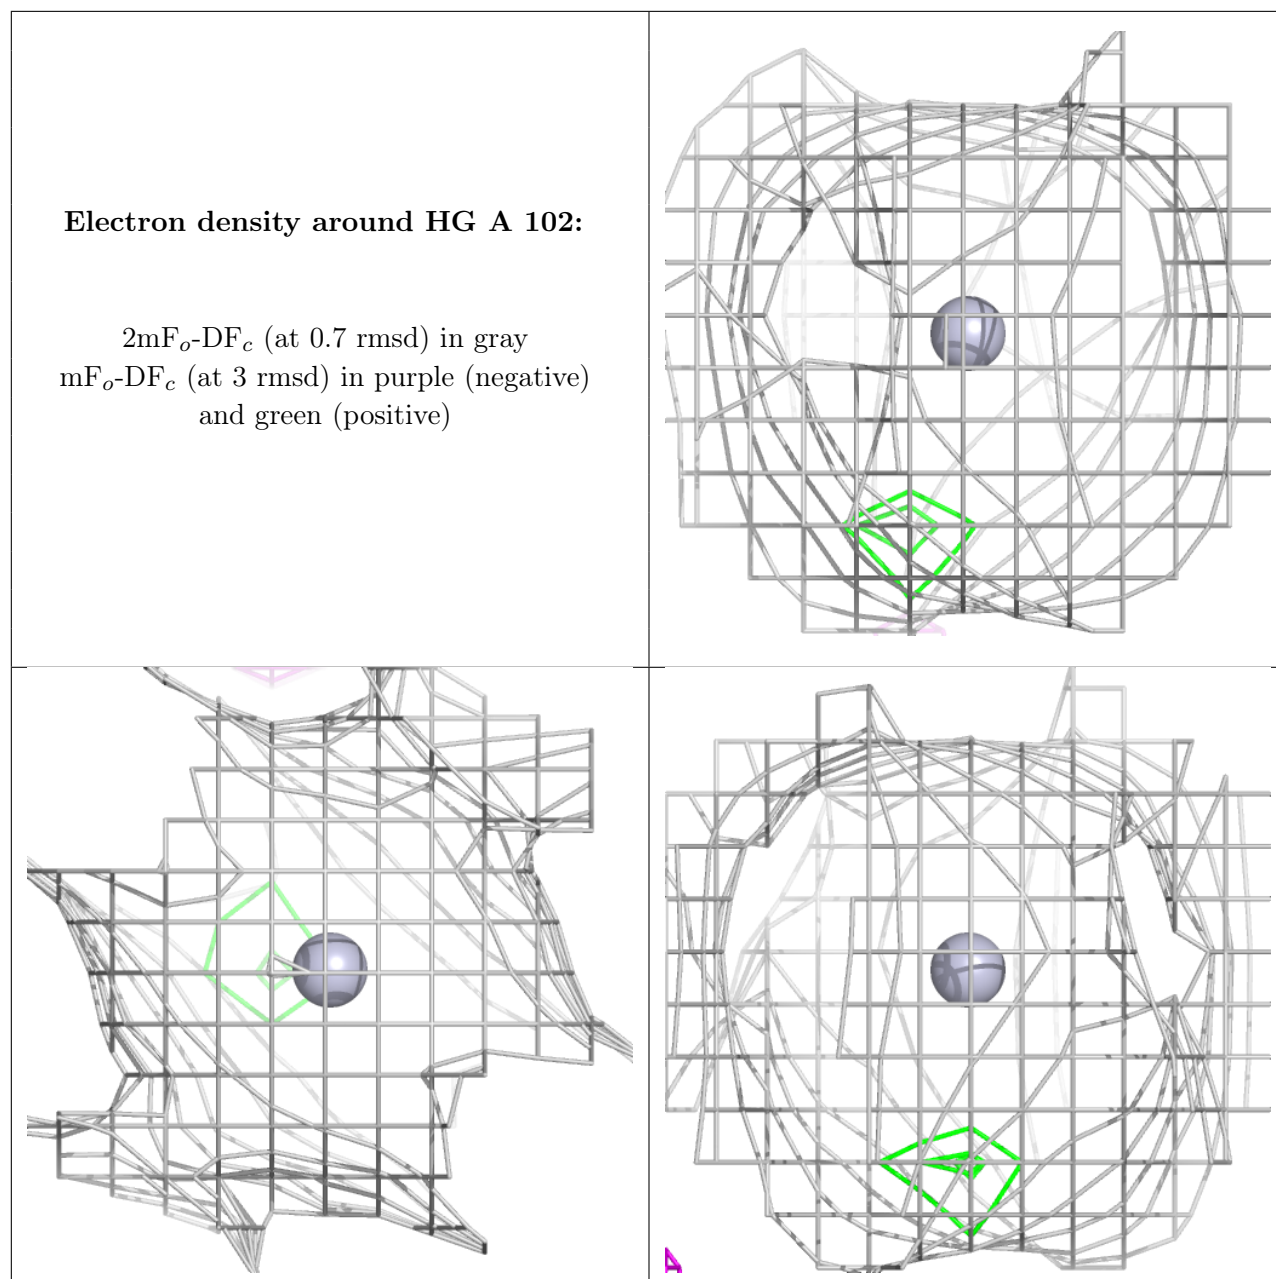 Electron density around HG A 102:
2mFo-DFc (at 0.7 rmsd) in gray
mFo-DFc (at 3 rmsd) in purple (negative)
and green (positive)